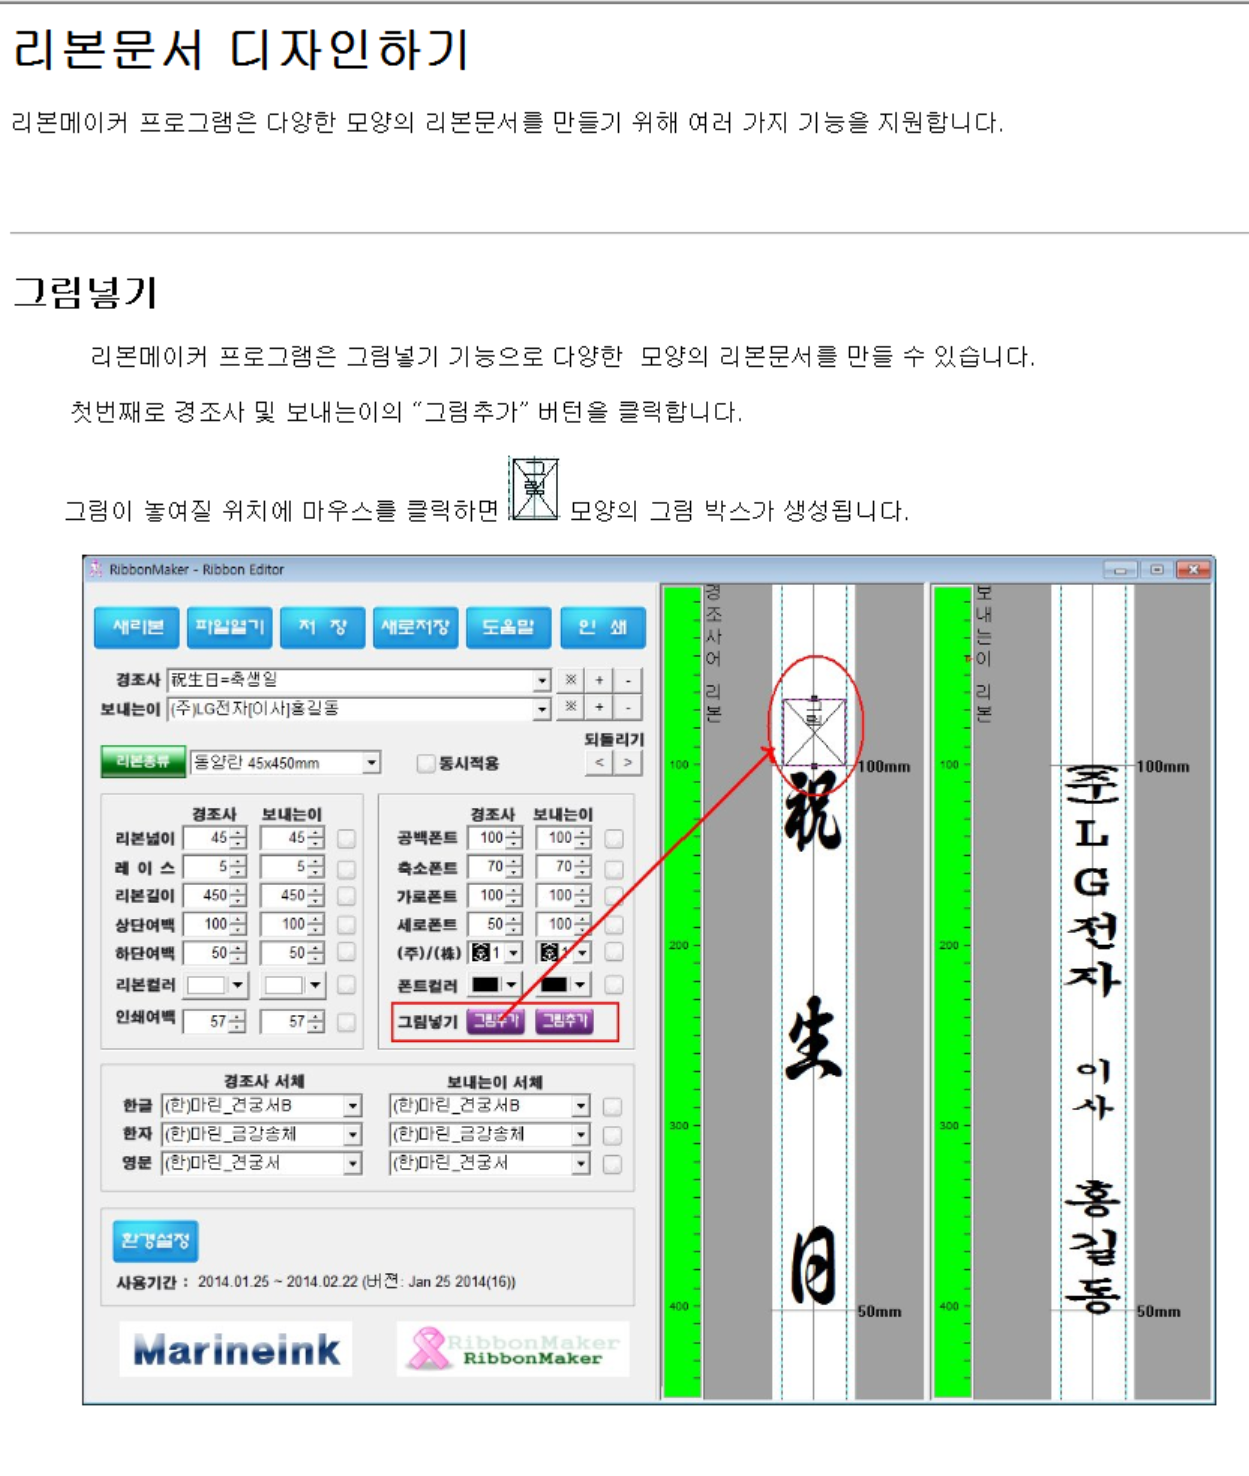 리본문서 디자인하기
리본메이커 프로그램은 다양한 모양의 리본문서를 만들기 위해 여러 가지 기능을 지원합니다.
그림넣기
리본메이커 프로그램은 그림넣기 기능으로 다양한 모양의 리본문서를 만들 수 있습니다.
첫번째로 경조사 및 보내는이의 “그림추가” 버턴을 클릭합니다.
그림이 놓여질 위치에 마우스를 클릭하면 그림 모양의 그림 박스가 생성됩니다.
RibbonMaker - Ribbon Editor
새리본 파일열기 저 장 새로저장 도움말 인 쇄
경조사 祝生日=축생일 ※ + -
보내는이 (주)LG전자[이사]홍길동 ※ + -
되돌리기
리본종류 동양란 45x450mm 동시적용 < >
경조사 보내는이
리본넓이 45 45
레 이 스 5 5
리본길이 450 450
상단여백 100 100
하단여백 50 50
리본컬러
인쇄여백 57 57
경조사 보내는이
공백폰트 100 100
축소폰트 70 70
가로폰트 100 100
세로폰트 50 100
(주)/(株) 1 1
폰트컬러
그림넣기 그림추가 그림추가
경조사 서체 보내는이 서체
한글 (한)마린_견궁서B (한)마린_견궁서B
한자 (한)마린_금강송체 (한)마린_금강송체
영문 (한)마린_견궁서 (한)마린_견궁서
환경설정
사용기간 : 2014.01.25 ~ 2014.02.22 (버젼: Jan 25 2014(16))
Marineink
RibbonMaker
RibbonMaker
경조사어 리본
100
200
300
400
그림
祝生日
100mm
50mm
보내는이 리본
100
200
300
400
(주)LG전자 이사 홍길동
100mm
50mm